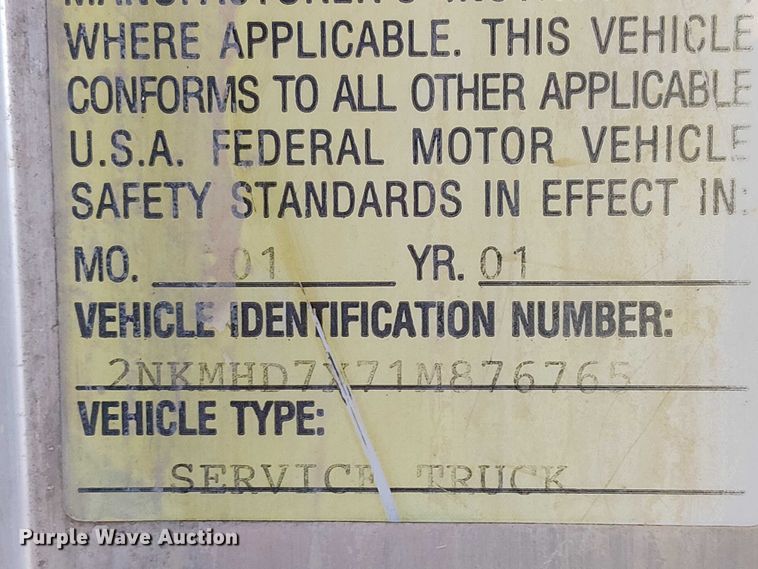 WHERE APPLICABLE. THIS VEHICLE
CONFORMS TO ALL OTHER APPLICABLE
U.S.A. FEDERAL MOTOR VEHICLE
SAFETY STANDARDS IN EFFECT IN:
MO. 01 YR. 01
VEHICLE IDENTIFICATION NUMBER:
2NKMHD7X71M876765
VEHICLE TYPE:
SERVICE TRUCK
Purple Wave Auction